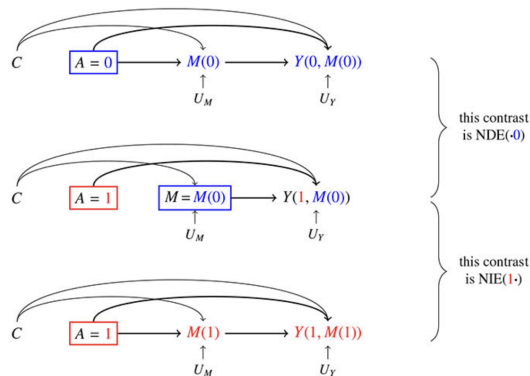 C A = 0 M(0) Y(0, M(0))
U_M U_Y
this contrast
is NDE(·0)
C A = 1 M = M(0) Y(1, M(0))
U_M U_Y
this contrast
is NIE(1·)
C A = 1 M(1) Y(1, M(1))
U_M U_Y